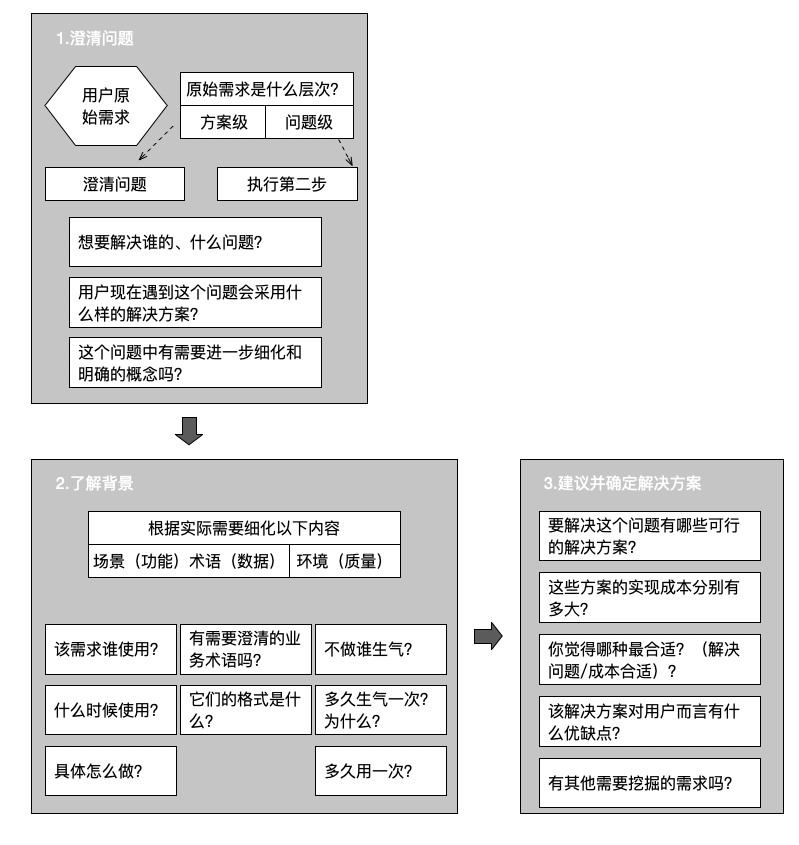 1.澄清问题
用户原
始需求
原始需求是什么层次?
方案级
问题级
澄清问题
执行第二步
想要解决谁的、什么问题?
用户现在遇到这个问题会采用什
么样的解决方案?
这个问题中有需要进一步细化和
明确的概念吗?
2.了解背景
根据实际需要细化以下内容
场景（功能）术语（数据）
环境（质量）
该需求谁使用?
有需要澄清的业
务术语吗?
不做谁生气?
什么时候使用?
它们的格式是什
么?
多久生气一次?
为什么?
具体怎么做?
多久用一次?
3.建议并确定解决方案
要解决这个问题有哪些可行
的解决方案?
这些方案的实现成本分别有
多大?
你觉得哪种最合适? （解决
问题/成本合适）?
该解决方案对用户而言有什
么优缺点?
有其他需要挖掘的需求吗?